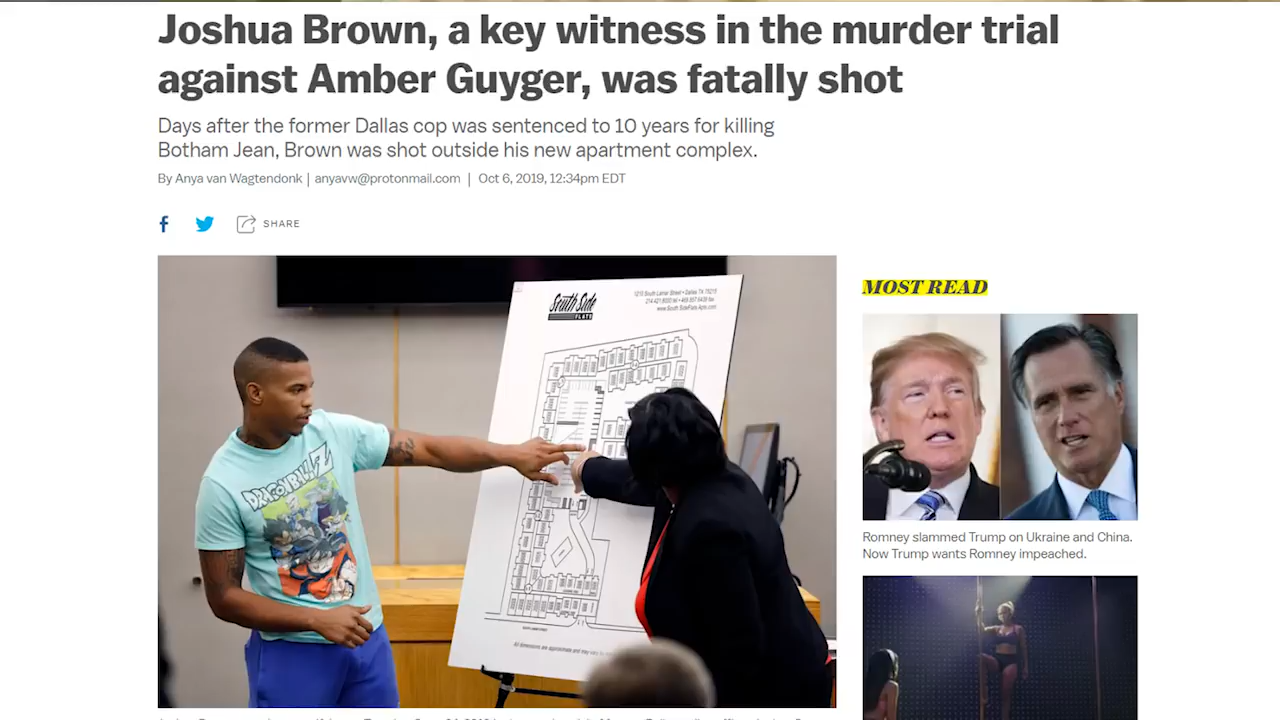 Joshua Brown, a key witness in the murder trial
against Amber Guyger, was fatally shot
Days after the former Dallas cop was sentenced to 10 years for killing
Botham Jean, Brown was shot outside his new apartment complex.
By Anya van Wagtendonk | anyavw@protonmail.com | Oct 6, 2019, 12:34pm EDT
SHARE
South Side
FLATS
DRAGONBALL Z
MOST READ
Romney slammed Trump on Ukraine and China.
Now Trump wants Romney impeached.